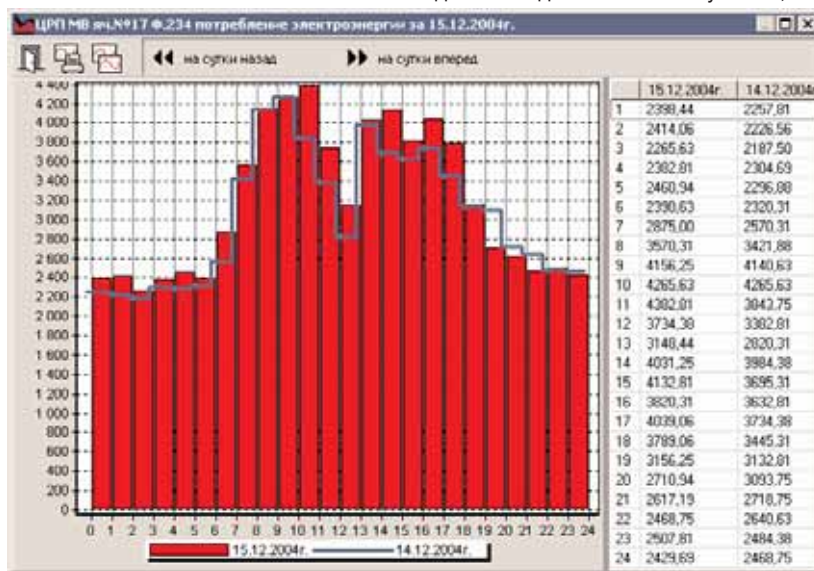 ЦРП МВ яч.№17 Ф.234 потребление электроэнергии за 15.12.2004г.
на сутки назад
на сутки вперед
4 400
4 200
4 000
3 800
3 600
3 400
3 200
3 000
2 800
2 600
2 400
2 200
2 000
1 800
1 600
1 400
1 200
1 000
800
600
400
200
0
0 1 2 3 4 5 6 7 8 9 10 11 12 13 14 15 16 17 18 19 20 21 22 23 24
15.12.2004г. 14.12.2004г.
15.12.2004г. 14.12.2004г
1 2398,44 2257,81
2 2414,06 2226,56
3 2265,63 2187,50
4 2382,81 2304,69
5 2460,94 2296,88
6 2390,63 2320,31
7 2875,00 2570,31
8 3570,31 3421,88
9 4156,25 4140,63
10 4265,63 4265,63
11 4382,81 3843,75
12 3734,38 3382,81
13 3148,44 2820,31
14 4031,25 3984,38
15 4132,81 3695,31
16 3820,31 3632,81
17 4039,06 3734,38
18 3789,06 3445,31
19 3156,25 3132,81
20 2710,94 3093,75
21 2617,19 2718,75
22 2468,75 2640,63
23 2507,81 2484,38
24 2429,69 2468,75